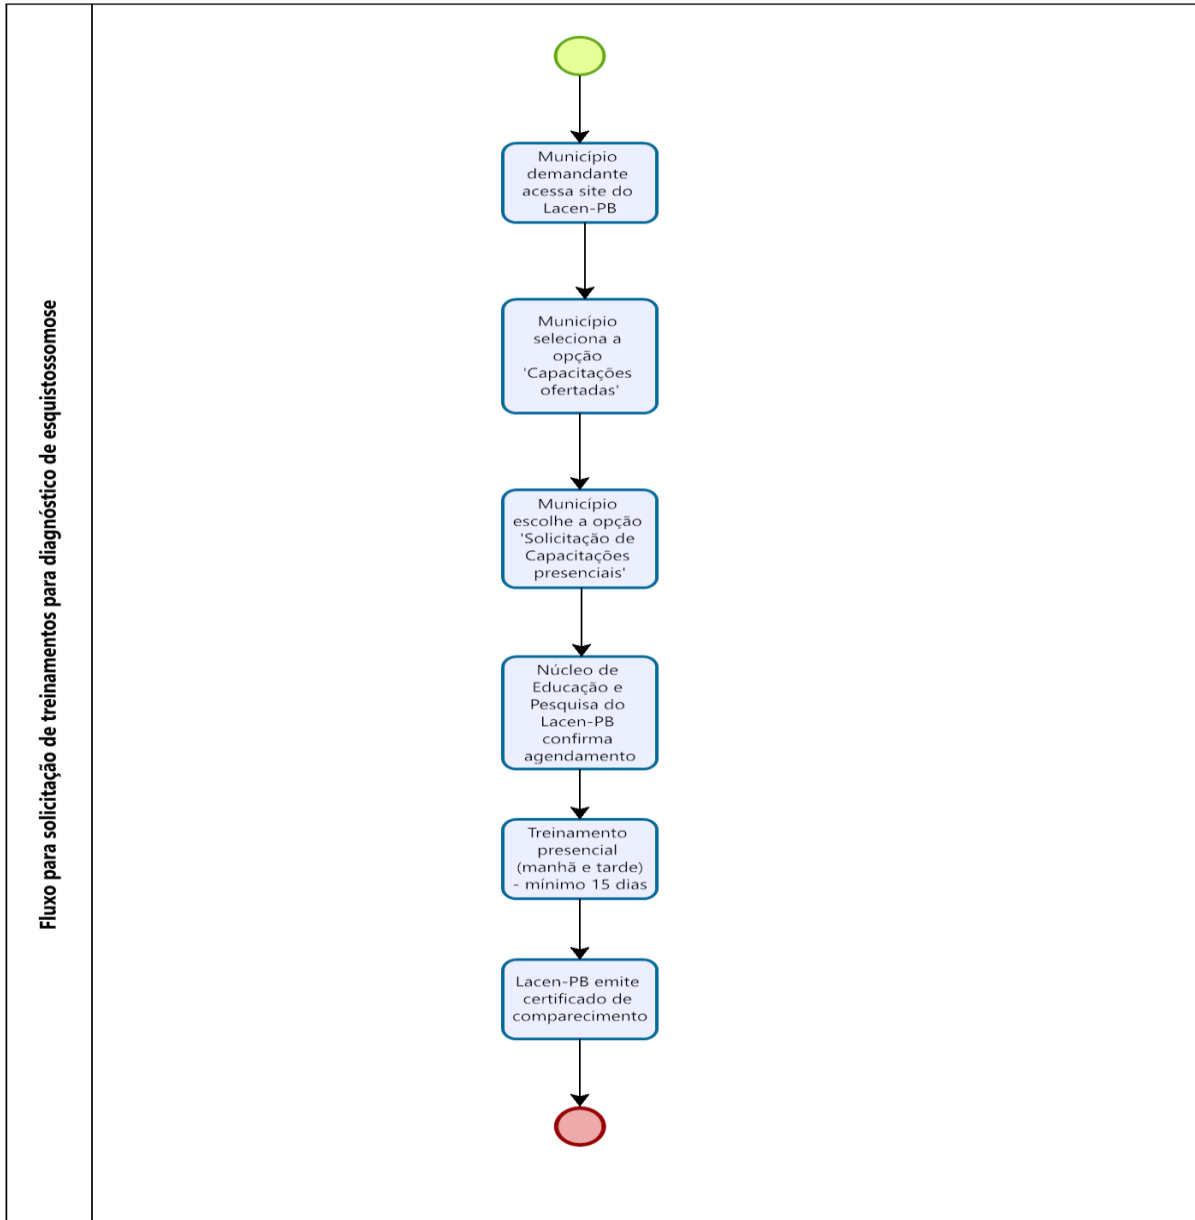 Fluxo para solicitação de treinamentos para diagnóstico de esquistossomose
Município
demandante
acessa site do
Lacen-PB
Município
seleciona a
opção
'Capacitações
ofertadas'
Município
escolhe a opção
'Solicitação de
Capacitações
presenciais'
Núcleo de
Educação e
Pesquisa do
Lacen-PB
confirma
agendamento
Treinamento
presencial
(manhã e tarde)
- mínimo 15 dias
Lacen-PB emite
certificado de
comparecimento